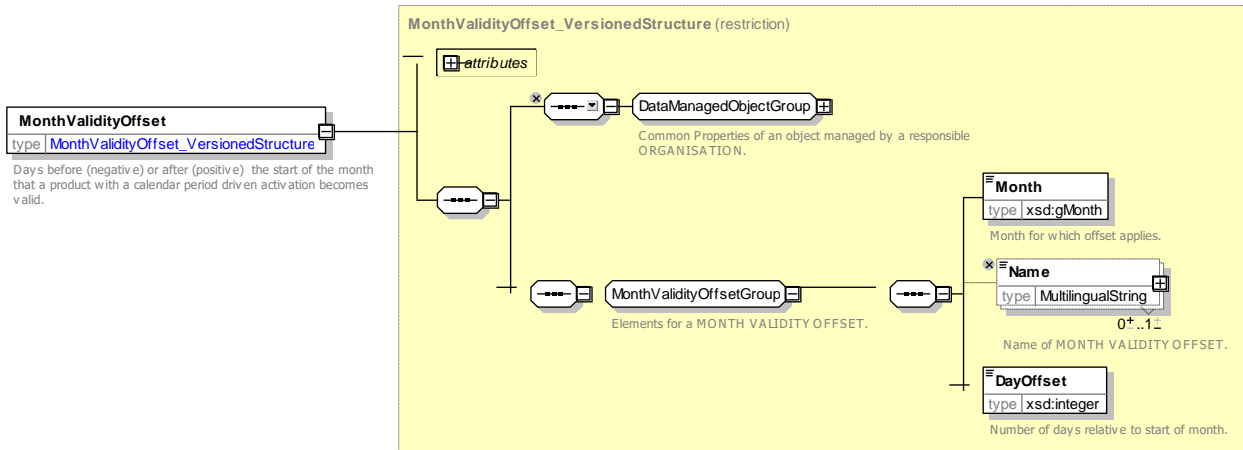 MonthValidityOffset_VersionedStructure (restriction)
attributes
DataManagedObjectGroup
Common Properties of an object managed by a responsible
ORGANISATION.
MonthValidityOffset
type MonthValidityOffset_VersionedStructure
Days before (negative) or after (positive) the start of the month
that a product with a calendar period driven activation becomes
valid.
Month
type xsd:gMonth
Month for which offset applies.
Name
type MultilingualString
0..1
Name of MONTH VALIDITY OFFSET.
MonthValidityOffsetGroup
Elements for a MONTH VALIDITY OFFSET.
DayOffset
type xsd:integer
Number of days relative to start of month.